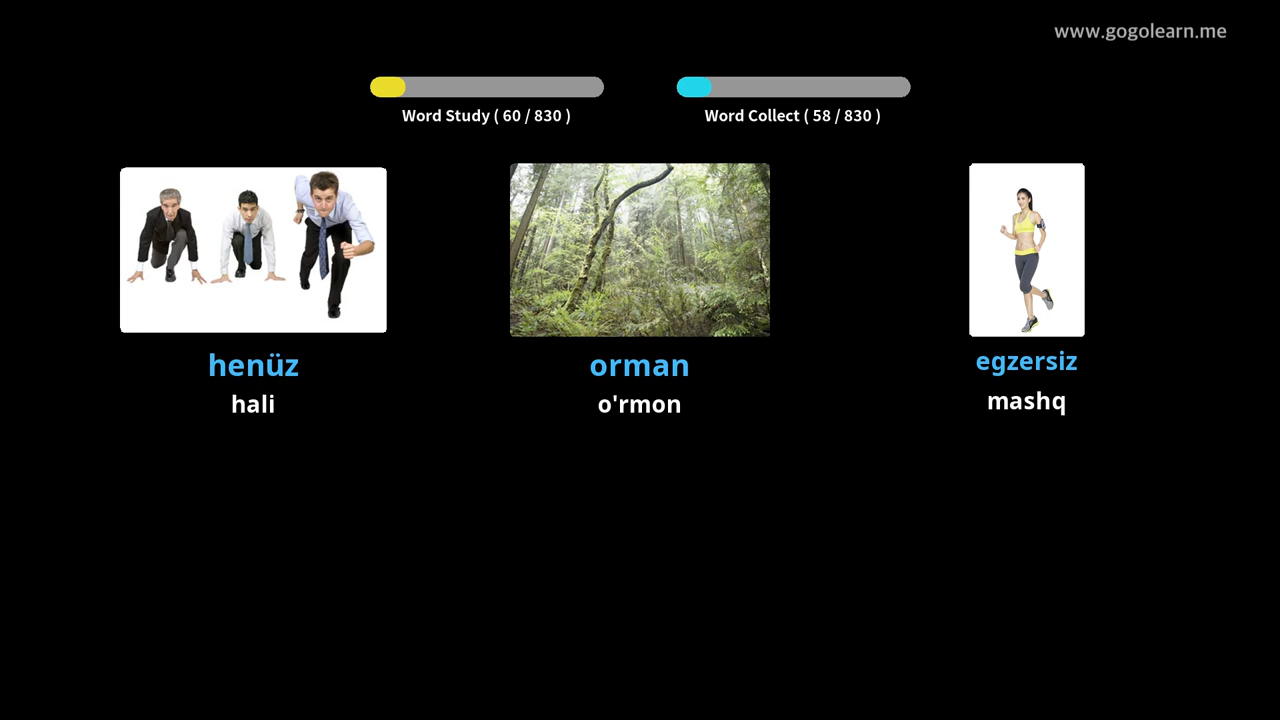 www.gogolearn.me
Word Study ( 60 / 830 )
Word Collect ( 58 / 830 )
henüz
hali
orman
o'rmon
egzersiz
mashq